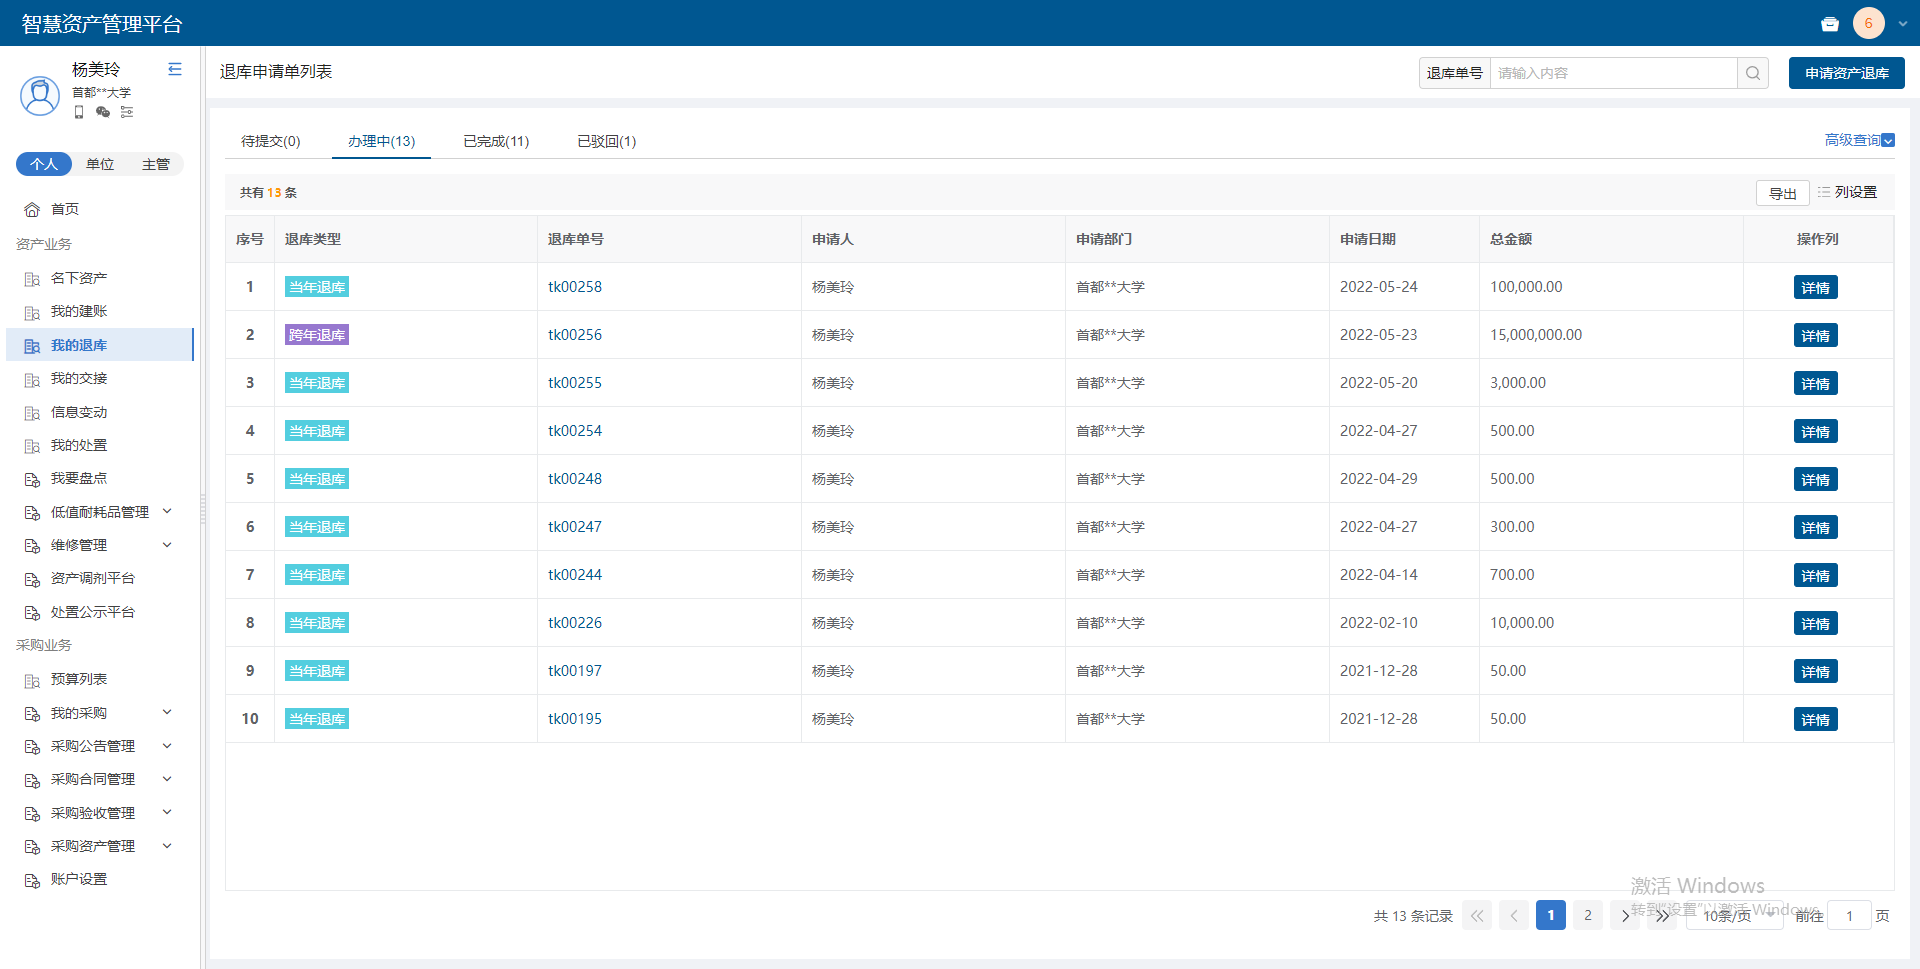 智慧资产管理平台
6
杨美玲
首都**大学
个人 单位 主管
首页
资产业务
名下资产
我的建账
我的退库
我的交接
信息变动
我的处置
我要盘点
低值耐耗品管理
维修管理
资产调剂平台
处置公示平台
采购业务
预算列表
我的采购
采购公告管理
采购合同管理
采购验收管理
采购资产管理
账户设置
退库申请单列表
退库单号 请输入内容
申请资产退库
待提交(0) 办理中(13) 已完成(11) 已驳回(1)
高级查询
共有 13 条
导出 列设置
序号 退库类型 退库单号 申请人 申请部门 申请日期 总金额 操作列
1 当年退库 tk00258 杨美玲 首都**大学 2022-05-24 100,000.00 详情
2 跨年退库 tk00256 杨美玲 首都**大学 2022-05-23 15,000,000.00 详情
3 当年退库 tk00255 杨美玲 首都**大学 2022-05-20 3,000.00 详情
4 当年退库 tk00254 杨美玲 首都**大学 2022-04-27 500.00 详情
5 当年退库 tk00248 杨美玲 首都**大学 2022-04-29 500.00 详情
6 当年退库 tk00247 杨美玲 首都**大学 2022-04-27 300.00 详情
7 当年退库 tk00244 杨美玲 首都**大学 2022-04-14 700.00 详情
8 当年退库 tk00226 杨美玲 首都**大学 2022-02-10 10,000.00 详情
9 当年退库 tk00197 杨美玲 首都**大学 2021-12-28 50.00 详情
10 当年退库 tk00195 杨美玲 首都**大学 2021-12-28 50.00 详情
激活 Windows
转到"设置"以激活 Windows
共 13 条记录 1 2 10条/页 前往 1 页